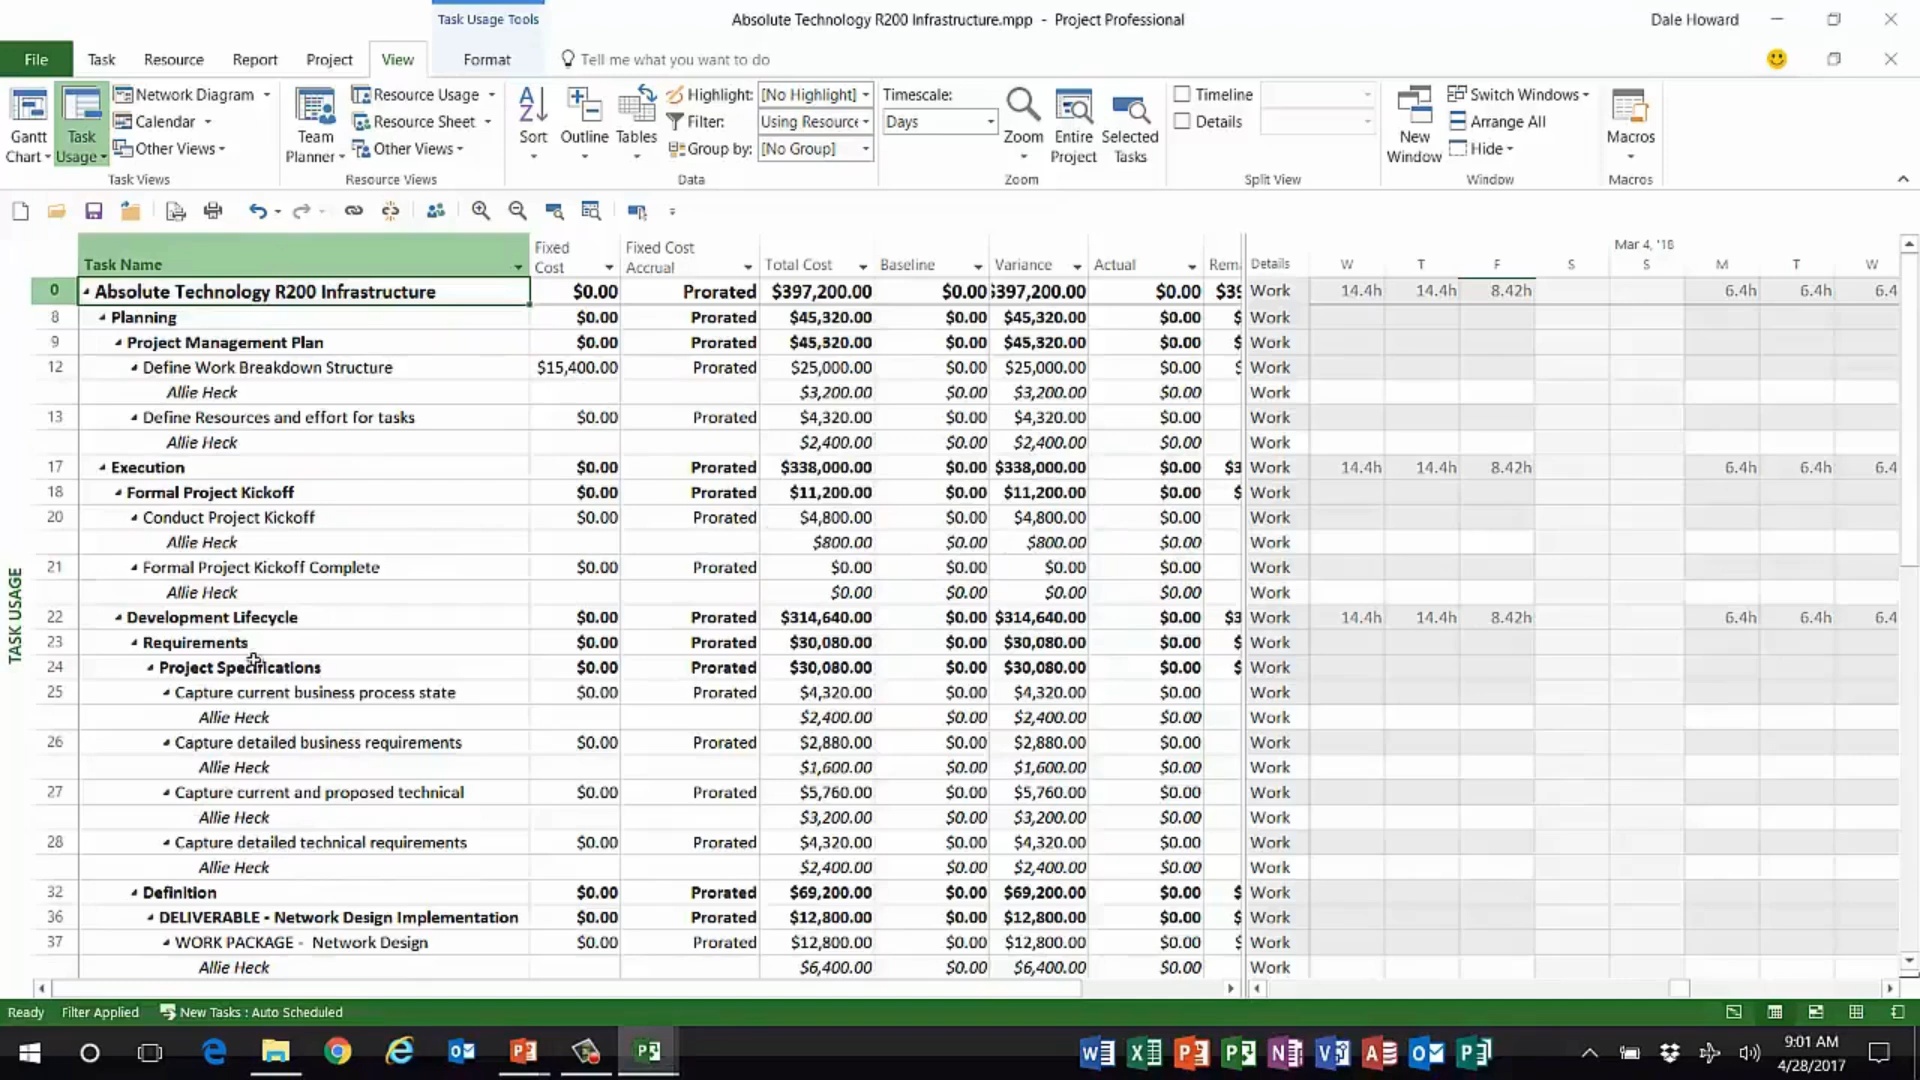 Task Usage Tools
Absolute Technology R200 Infrastructure.mpp - Project Professional
Dale Howard
File Task Resource Report Project View Format Tell me what you want to do
Gantt Chart
Task Usage
Network Diagram
Calendar
Other Views
Task Views
Team Planner
Resource Usage
Resource Sheet
Other Views
Resource Views
Sort
Outline
Tables
Highlight: [No Highlight]
Filter: Using Resource
Group by: [No Group]
Data
Timescale:
Days
Zoom
Entire Project
Selected Tasks
Zoom
Timeline
Details
Split View
New Window
Switch Windows
Arrange All
Hide
Window
Macros
Macros
Task Name Fixed Cost Fixed Cost Accrual Total Cost Baseline Variance Actual Rem Details W T F S S M T W
Mar 4, '18
0 Absolute Technology R200 Infrastructure $0.00 Prorated $397,200.00 $0.00 $397,200.00 $0.00 $39 Work 14.4h 14.4h 8.42h 6.4h 6.4h 6.4
8 Planning $0.00 Prorated $45,320.00 $0.00 $45,320.00 $0.00 $ Work
9 Project Management Plan $0.00 Prorated $45,320.00 $0.00 $45,320.00 $0.00 $ Work
12 Define Work Breakdown Structure $15,400.00 Prorated $25,000.00 $0.00 $25,000.00 $0.00 $ Work
Allie Heck $3,200.00 $0.00 $3,200.00 $0.00 Work
13 Define Resources and effort for tasks $0.00 Prorated $4,320.00 $0.00 $4,320.00 $0.00 Work
Allie Heck $2,400.00 $0.00 $2,400.00 $0.00 Work
17 Execution $0.00 Prorated $338,000.00 $0.00 $338,000.00 $0.00 $3 Work 14.4h 14.4h 8.42h 6.4h 6.4h 6.4
18 Formal Project Kickoff $0.00 Prorated $11,200.00 $0.00 $11,200.00 $0.00 $ Work
20 Conduct Project Kickoff $0.00 Prorated $4,800.00 $0.00 $4,800.00 $0.00 Work
Allie Heck $800.00 $0.00 $800.00 $0.00 Work
21 Formal Project Kickoff Complete $0.00 Prorated $0.00 $0.00 $0.00 $0.00 Work
Allie Heck $0.00 $0.00 $0.00 $0.00 Work
22 Development Lifecycle $0.00 Prorated $314,640.00 $0.00 $314,640.00 $0.00 $3 Work 14.4h 14.4h 8.42h 6.4h 6.4h 6.4
23 Requirements $0.00 Prorated $30,080.00 $0.00 $30,080.00 $0.00 $ Work
24 Project Specifications $0.00 Prorated $30,080.00 $0.00 $30,080.00 $0.00 $ Work
25 Capture current business process state $0.00 Prorated $4,320.00 $0.00 $4,320.00 $0.00 Work
Allie Heck $2,400.00 $0.00 $2,400.00 $0.00 Work
26 Capture detailed business requirements $0.00 Prorated $2,880.00 $0.00 $2,880.00 $0.00 Work
Allie Heck $1,600.00 $0.00 $1,600.00 $0.00 Work
27 Capture current and proposed technical $0.00 Prorated $5,760.00 $0.00 $5,760.00 $0.00 Work
Allie Heck $3,200.00 $0.00 $3,200.00 $0.00 Work
28 Capture detailed technical requirements $0.00 Prorated $4,320.00 $0.00 $4,320.00 $0.00 Work
Allie Heck $2,400.00 $0.00 $2,400.00 $0.00 Work
32 Definition $0.00 Prorated $69,200.00 $0.00 $69,200.00 $0.00 $ Work
36 DELIVERABLE - Network Design Implementation $0.00 Prorated $12,800.00 $0.00 $12,800.00 $0.00 $ Work
37 WORK PACKAGE - Network Design $0.00 Prorated $12,800.00 $0.00 $12,800.00 $0.00 $ Work
Allie Heck $6,400.00 $0.00 $6,400.00 $0.00 Work
TASK USAGE
Ready Filter Applied New Tasks : Auto Scheduled
9:01 AM
4/28/2017